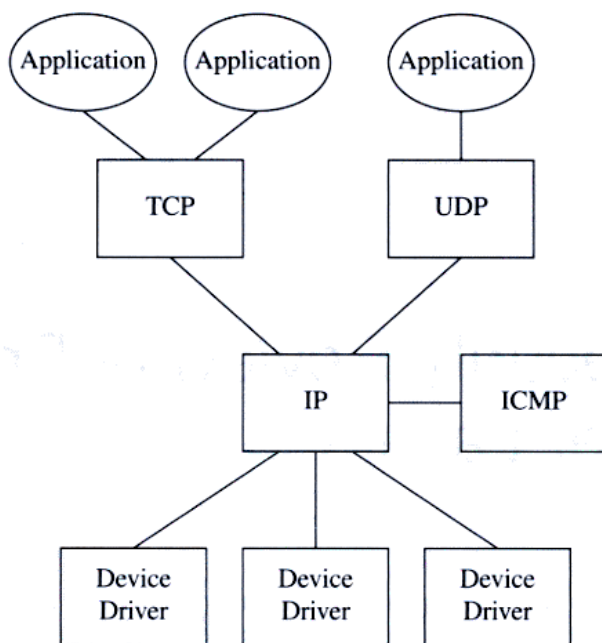 Application
Application
Application
TCP
UDP
IP
ICMP
Device
Driver
Device
Driver
Device
Driver